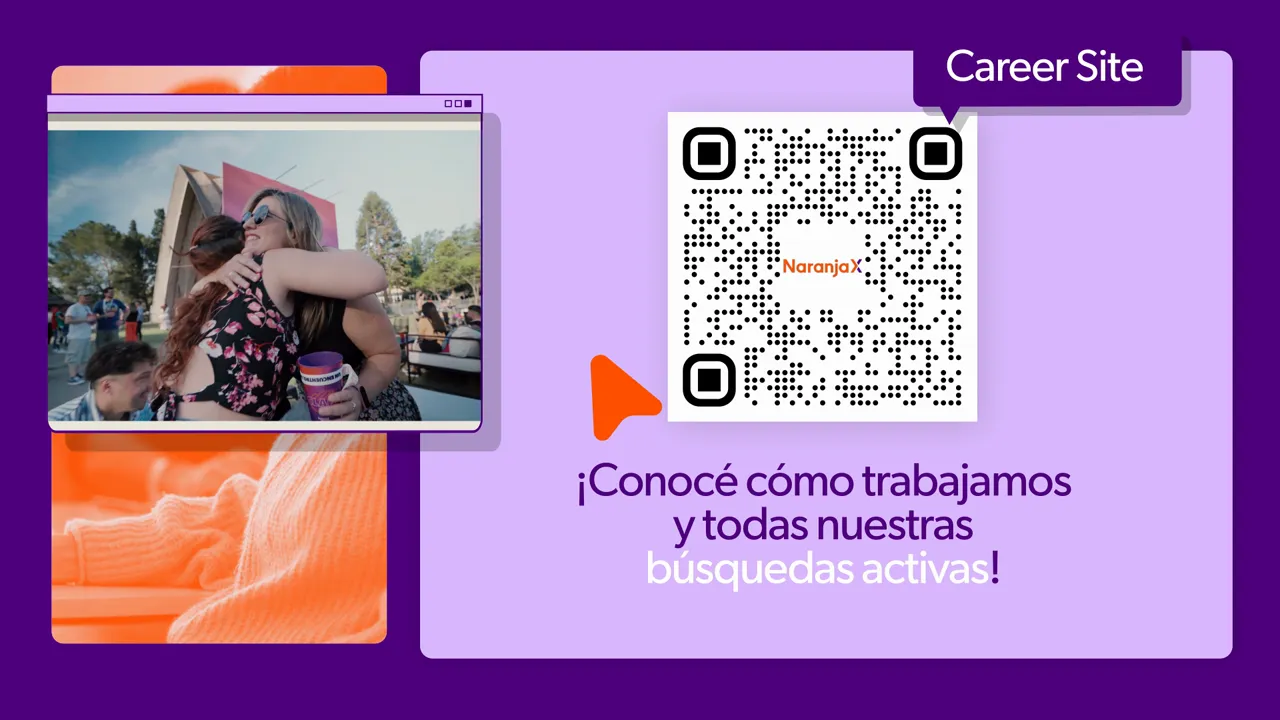 Career Site
NaranjaX
¡Conocé cómo trabajamos
y todas nuestras
búsquedas activas!